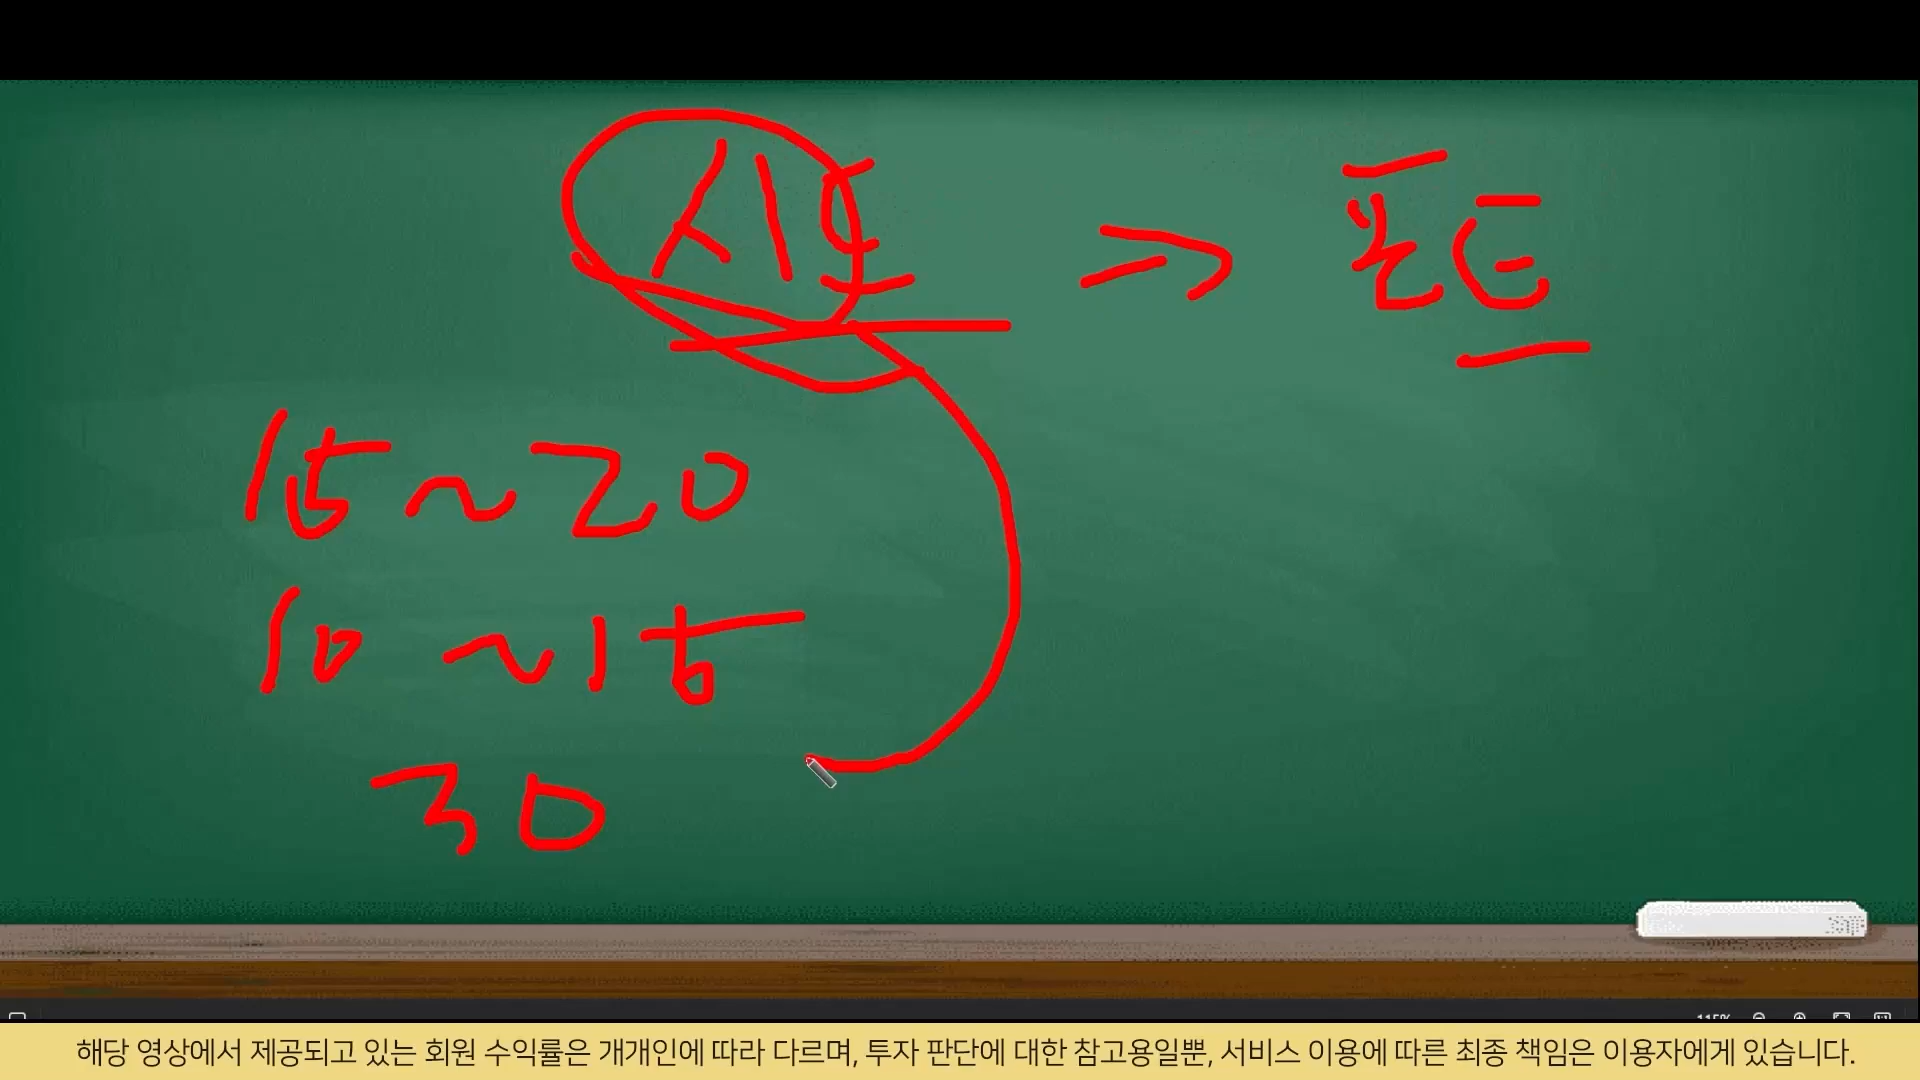 15~20
10~15
30
115%
해당 영상에서 제공되고 있는 회원 수익률은 개개인에 따라 다르며, 투자 판단에 대한 참고용일뿐, 서비스 이용에 따른 최종 책임은 이용자에게 있습니다.